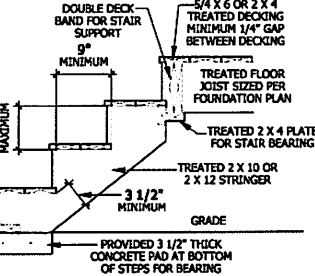 DOUBLE DECK
BAND FOR STAIR
SUPPORT
5/4 X 6 OR 2 X 4
TREATED DECKING
MINIMUM 1/4" GAP
BETWEEN DECKING
9"
MINIMUM
TREATED FLOOR
JOIST SIZED PER
FOUNDATION PLAN
MAXIMUM
TREATED 2 X 4 PLATE
FOR STAIR BEARING
TREATED 2 X 10 OR
2 X 12 STRINGER
3 1/2"
MINIMUM
GRADE
PROVIDED 3 1/2" THICK
CONCRETE PAD AT BOTTOM
OF STEPS FOR BEARING